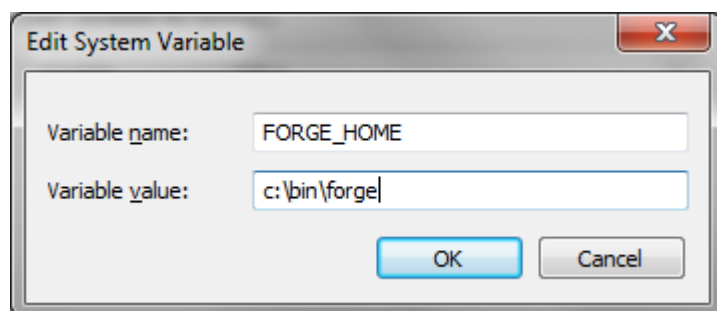 Edit System Variable
Variable name: FORGE_HOME
Variable value: c:\bin\forge
OK Cancel